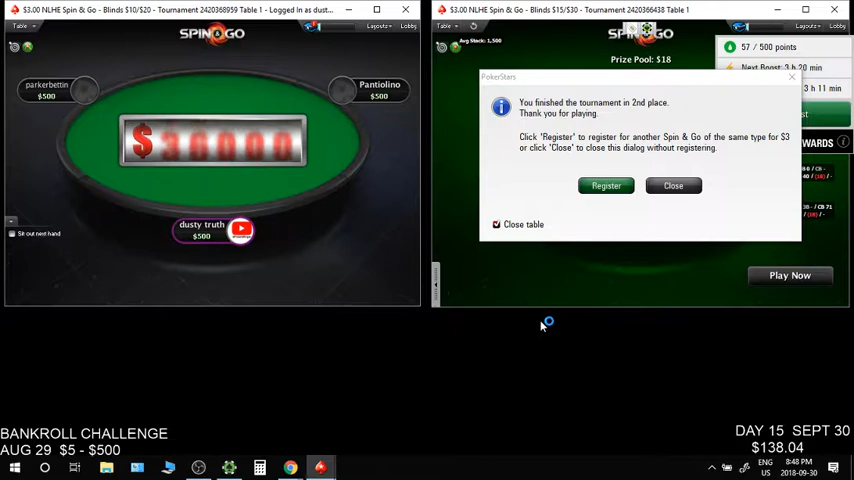 $3.00 NLHE Spin & Go - Blinds $10/$20 - Tournament 2420368959 Table 1 - Logged In as dust...
Table
Layouts
Lobby
SPIN & GO
parkerbettin
$500
Pantiolino
$500
$ 36000
dusty truth
$500
Sit out next hand
$3.00 NLHE Spin & Go - Blinds $15/$30 - Tournament 2420366438 Table 1
Table
Layouts
Lobby
Avg Stack: 1,500
SPIN & GO
Prize Pool: $18
57 / 500 points
Next Boost: 3 h 20 min
3 h 11 min
PokerStars
You finished the tournament in 2nd place.
Thank you for playing.
Click 'Register' to register for another Spin & Go of the same type for $3
or click 'Close' to close this dialog without registering.
Register
Close
Close table
WARDS
Play Now
BANKROLL CHALLENGE
AUG 29 $5 - $500
DAY 15 SEPT 30
$138.04
ENG
US
8:48 PM
2018-09-30